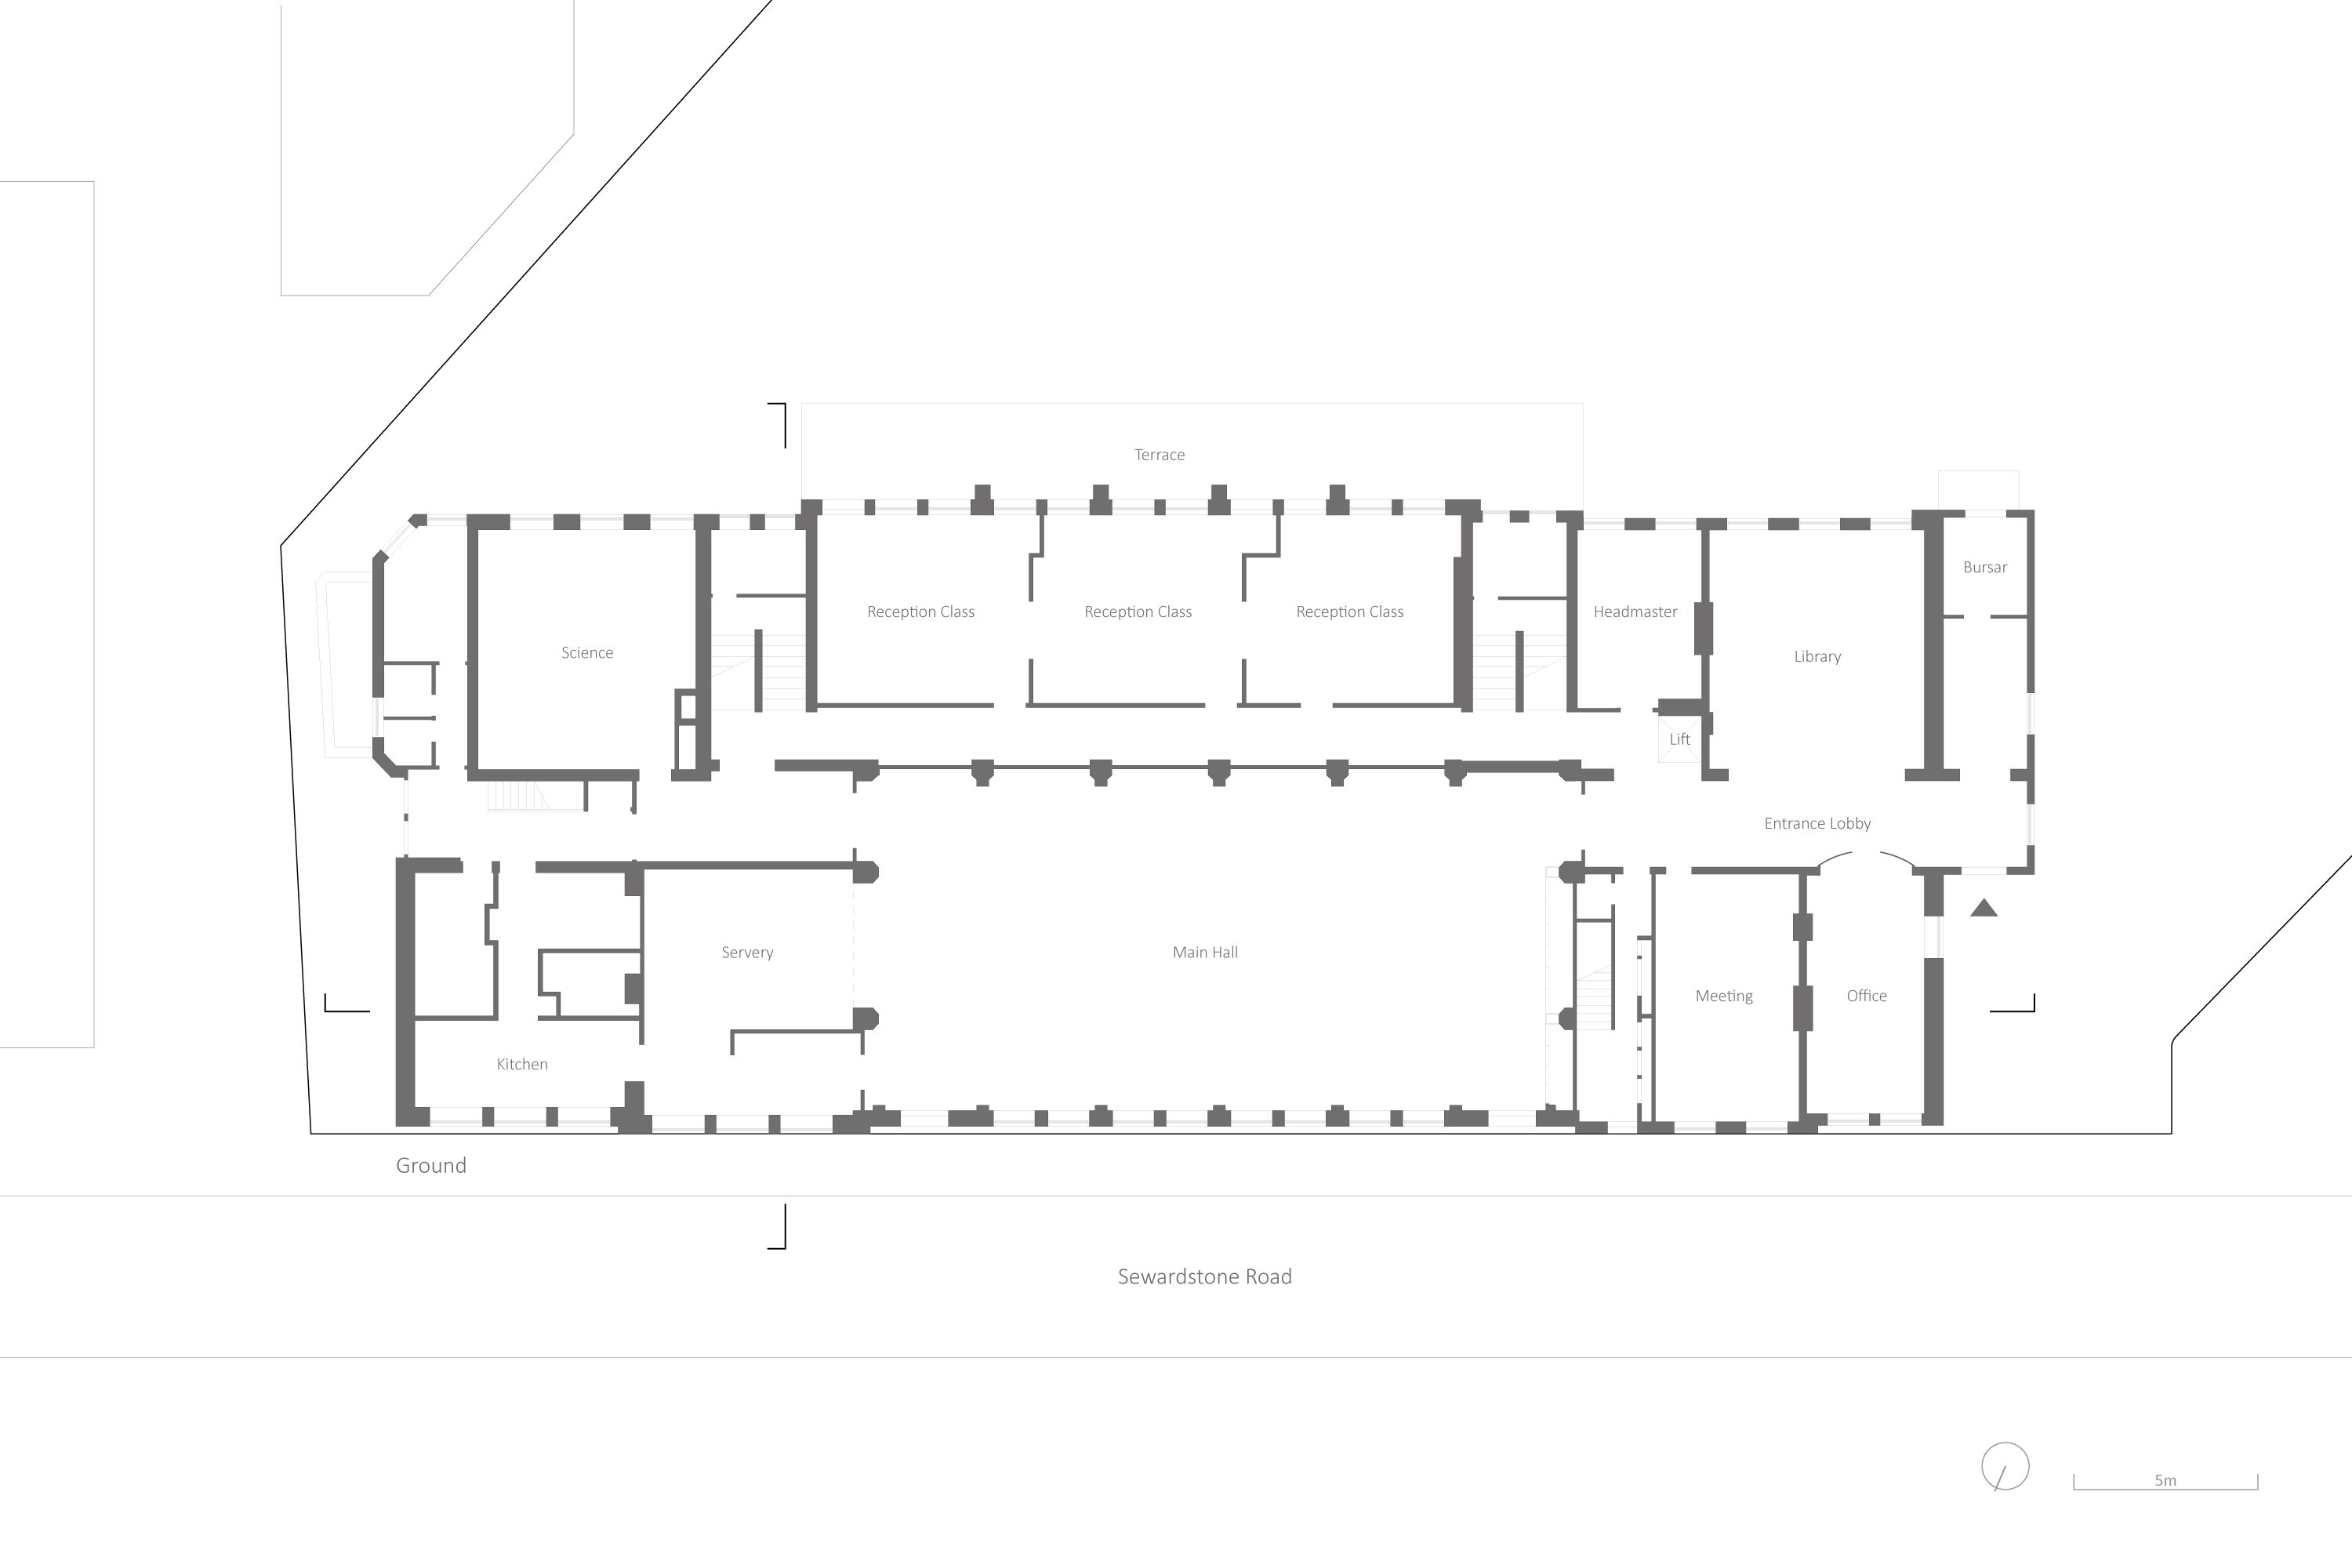 Terrace
Bursar
Reception Class
Reception Class
Reception Class
Headmaster
Science
Library
Lift
Entrance Lobby
Servery
Main Hall
Meeting
Office
Kitchen
Ground
Sewardstone Road
5m